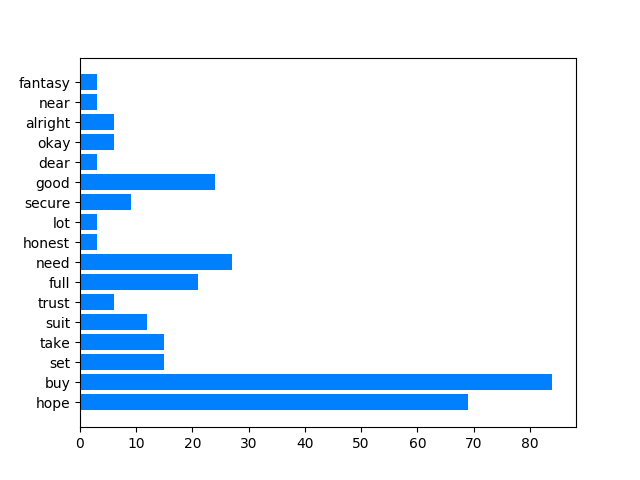 fantasy
near
alright
okay
dear
good
secure
lot
honest
need
full
trust
suit
take
set
buy
hope
0 10 20 30 40 50 60 70 80